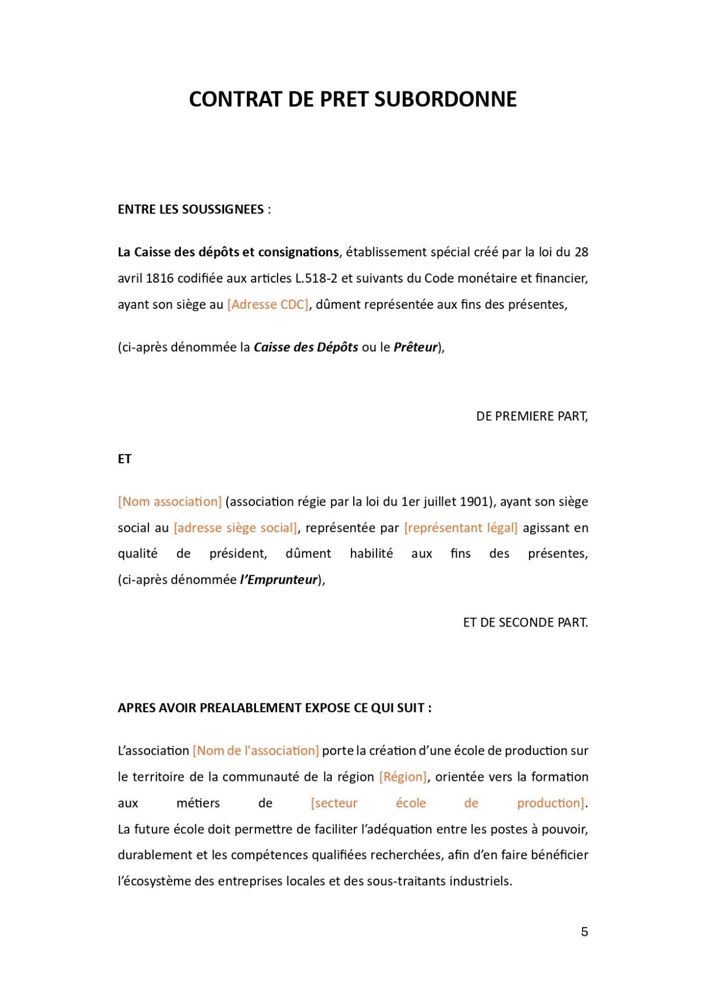 CONTRAT DE PRET SUBORDONNE
ENTRE LES SOUSSIGNEES :
La Caisse des dépôts et consignations, établissement spécial créé par la loi du 28
avril 1816 codifiée aux articles L.518-2 et suivants du Code monétaire et financier,
ayant son siège au [Adresse CDC], dûment représentée aux fins des présentes,
(ci-après dénommée la Caisse des Dépôts ou le Prêteur),
DE PREMIERE PART,
ET
[Nom association] (association régie par la loi du 1er juillet 1901), ayant son siège
social au [adresse siège social], représentée par [représentant légal] agissant en
qualité de président, dûment habilité aux fins des présentes,
(ci-après dénommée l’Emprunteur),
ET DE SECONDE PART.
APRES AVOIR PREALABLEMENT EXPOSE CE QUI SUIT :
L’association [Nom de l'association] porte la création d’une école de production sur
le territoire de la communauté de la région [Région], orientée vers la formation
aux métiers de [secteur école de production].
La future école doit permettre de faciliter l’adéquation entre les postes à pouvoir,
durablement et les compétences qualifiées recherchées, afin d’en faire bénéficier
l’écosystème des entreprises locales et des sous-traitants industriels.
5